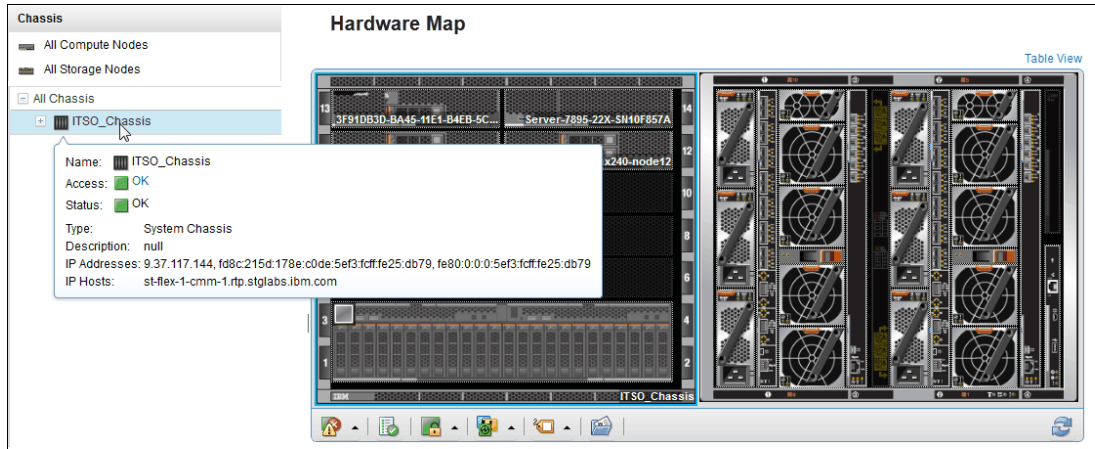 Chassis
All Compute Nodes
All Storage Nodes
All Chassis
ITSO_Chassis
Name: ITSO_Chassis
Access: OK
Status: OK
Type: System Chassis
Description: null
IP Addresses: 9.37.117.144, fd8c:215d:178e:c0de:5ef3:fcff:fe25:db79, fe80:0:0:0:5ef3:fcff:fe25:db79
IP Hosts: st-flex-1-cmm-1.rtp.stglabs.ibm.com
Hardware Map
Table View
13 3F91DB3D-BA45-11E1-B4EB-5C... Server-7895-22X-SN10F857A 14
x240-node12 12
10
8
6
3 4
1 2
IBM ITSO_Chassis